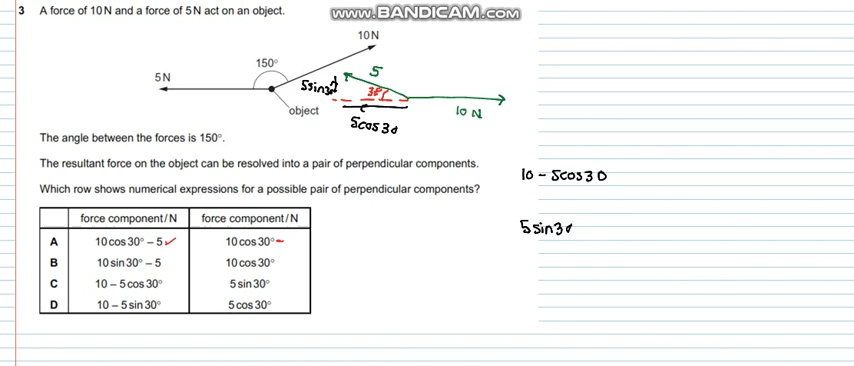 www.BANDICAM.com
3 A force of 10 N and a force of 5 N act on an object.
10 N
150°
5 N
object
5
30
5sin30
5cos30
10 N
The angle between the forces is 150°.
The resultant force on the object can be resolved into a pair of perpendicular components.
10 - 5cos30
Which row shows numerical expressions for a possible pair of perpendicular components?
force component / N force component / N
5sin30
A 10 cos 30° – 5 ✓ 10 cos 30° –
B 10 sin 30° – 5 10 cos 30°
C 10 – 5 cos 30° 5 sin 30°
D 10 – 5 sin 30° 5 cos 30°